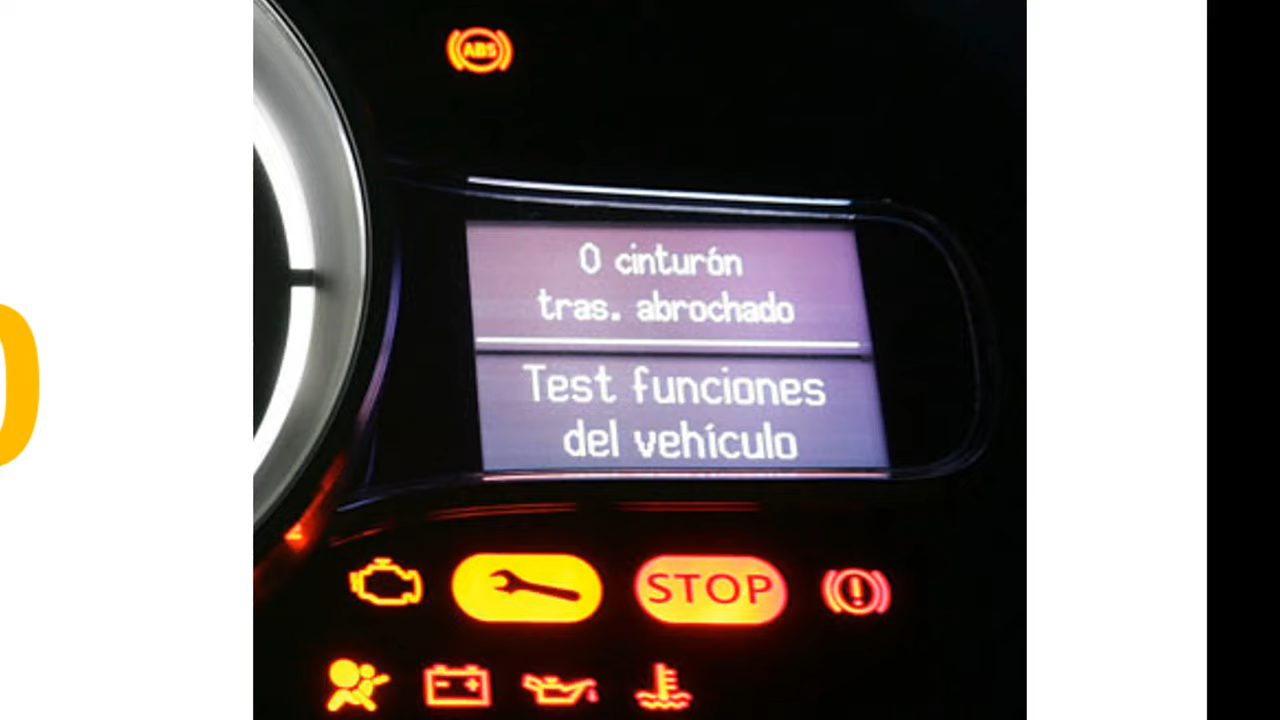 ABS
0 cinturón
tras. abrochado
Test funciones
del vehículo
STOP